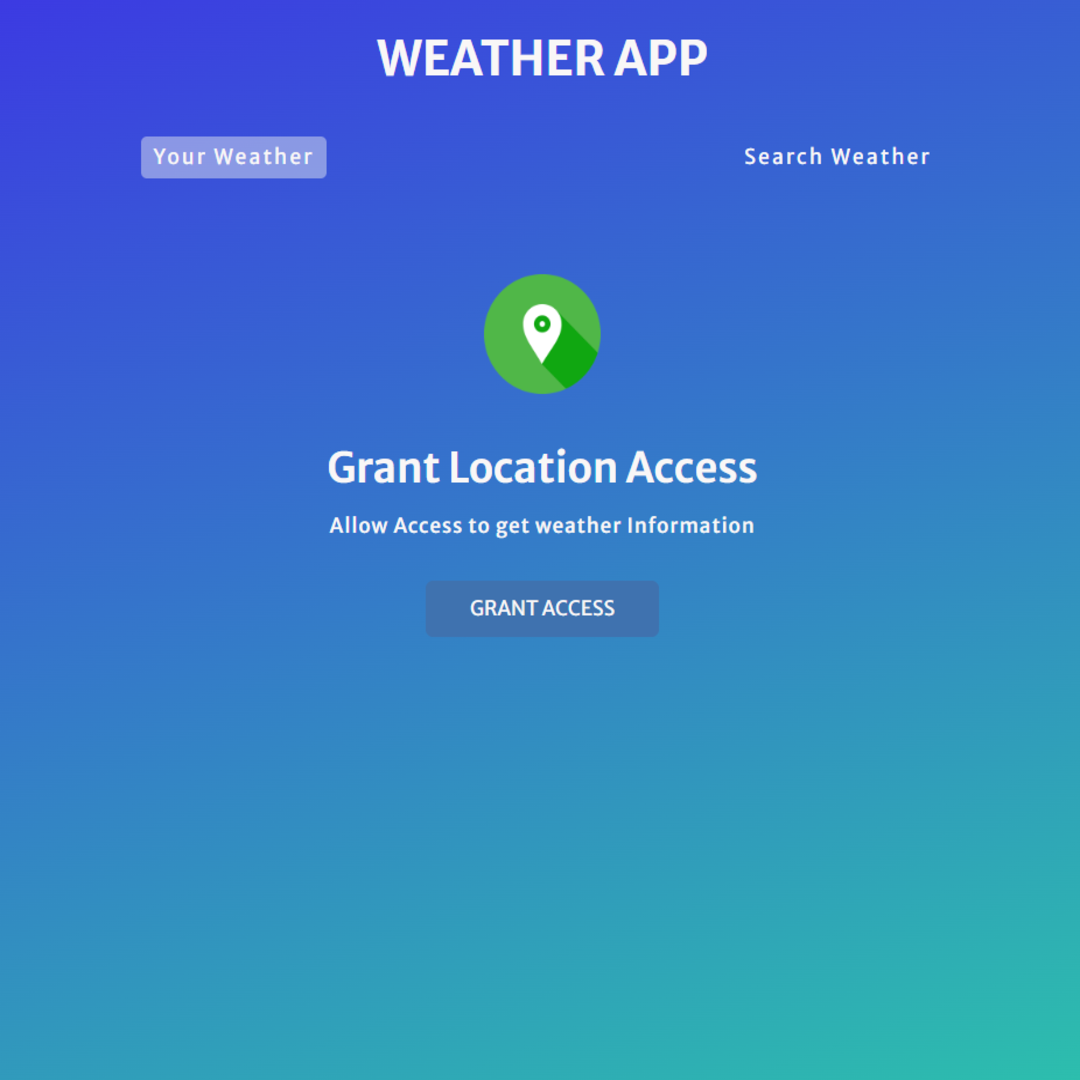 WEATHER APP
Your Weather
Search Weather
Grant Location Access
Allow Access to get weather Information
GRANT ACCESS